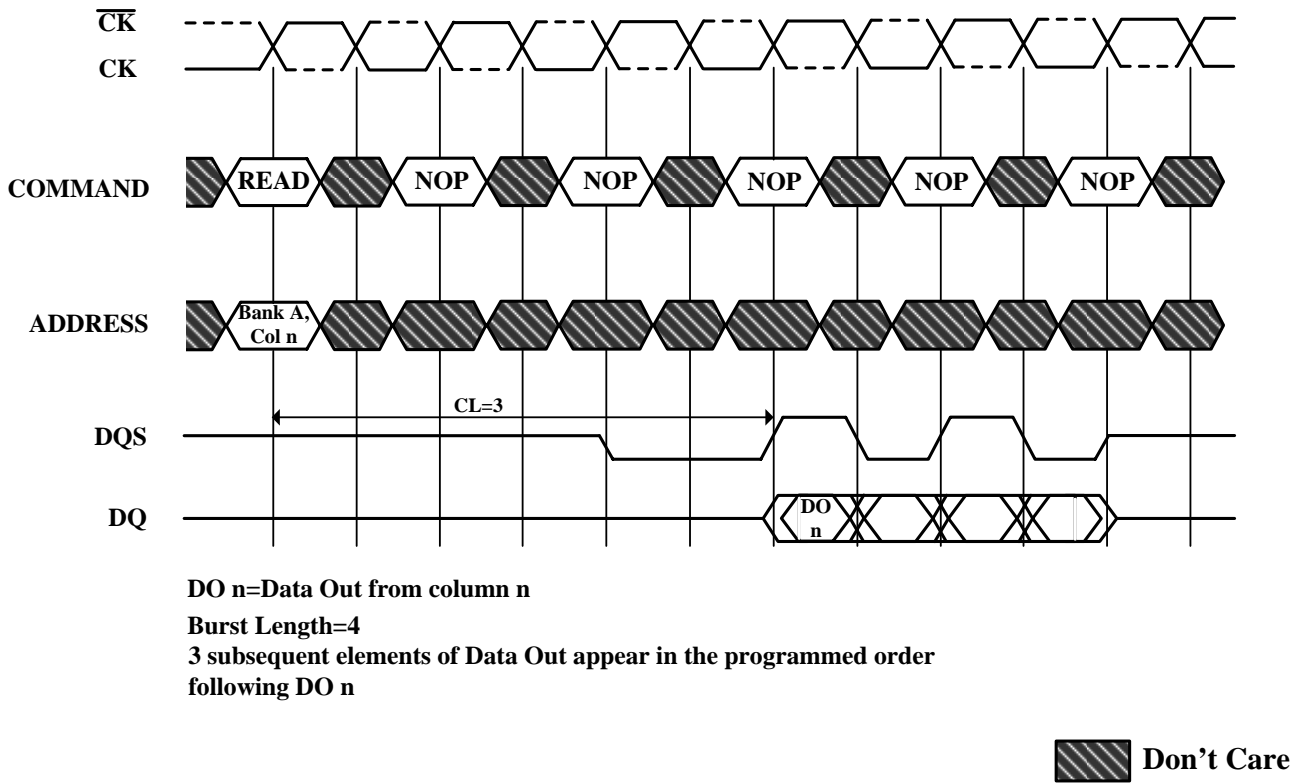 C̅K̅
CK
COMMAND
READ
NOP
NOP
NOP
NOP
NOP
ADDRESS
Bank A,
Col n
CL=3
DQS
DQ
DO
n
DO n=Data Out from column n
Burst Length=4
3 subsequent elements of Data Out appear in the programmed order
following DO n
Don't Care